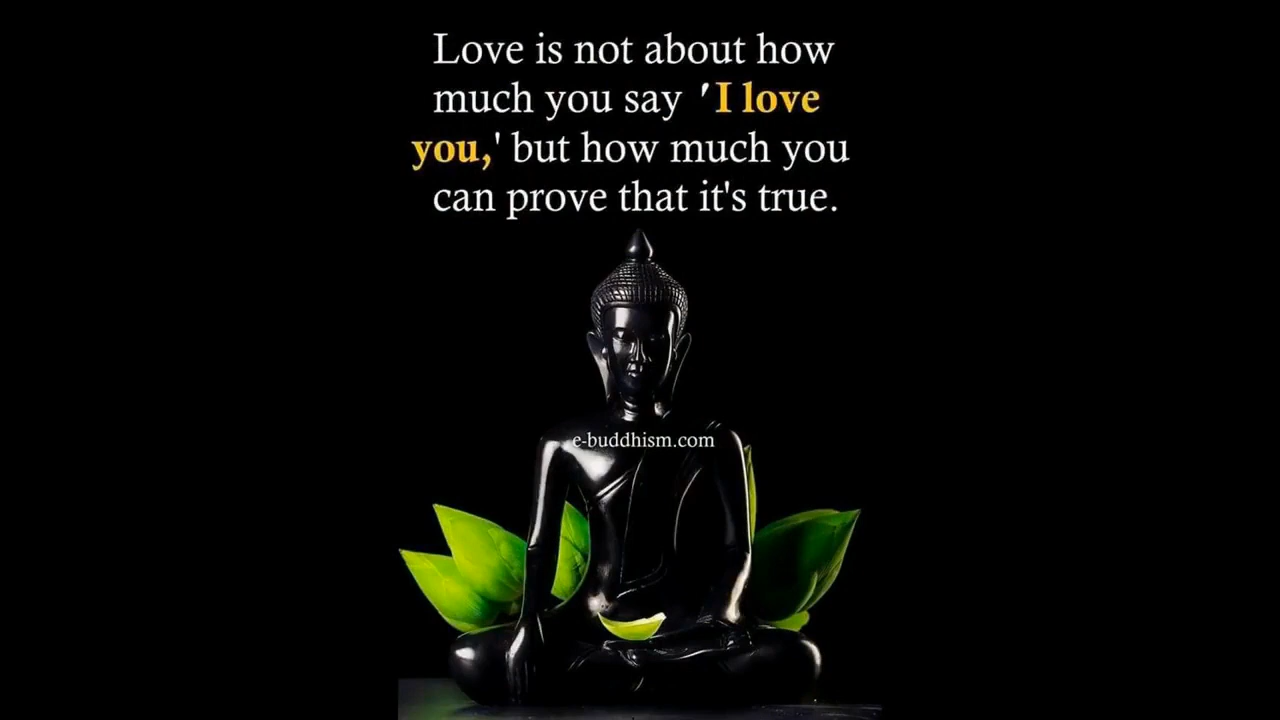 Love is not about how
much you say 'I love
you,' but how much you
can prove that it's true.
e-buddhism.com